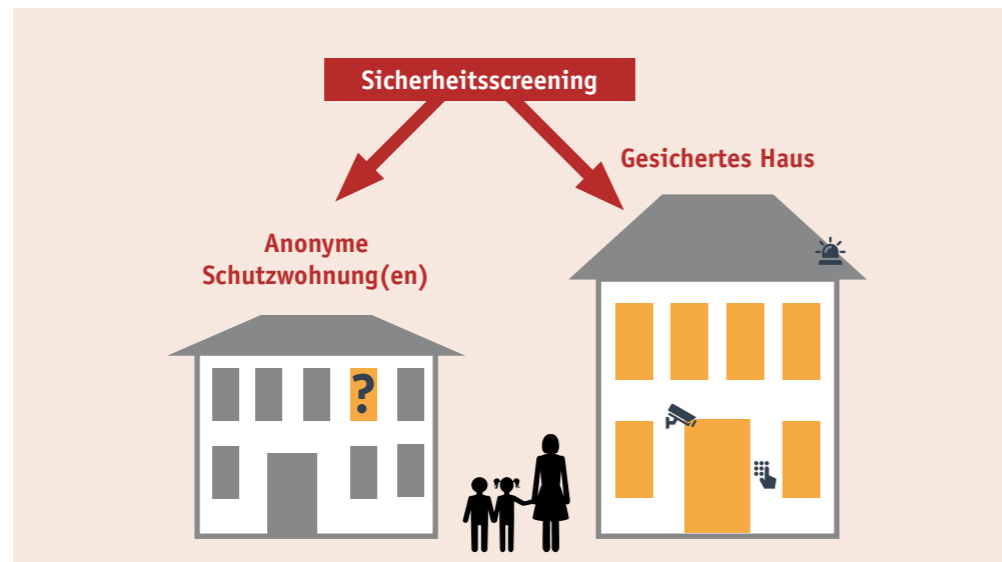 Sicherheitsscreening
Gesichertes Haus
Anonyme
Schutzwohnung(en)
?